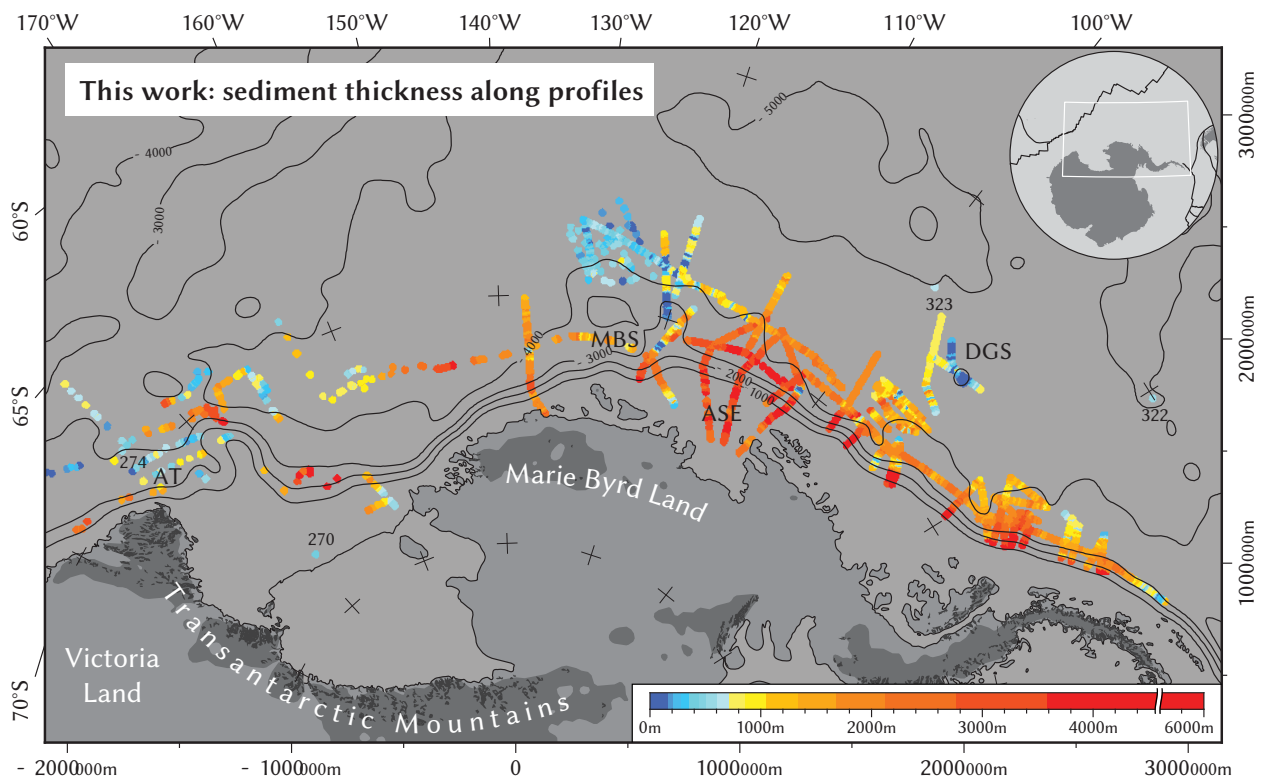 170°W 160°W 150°W 140°W 130°W 120°W 110°W 100°W
This work: sediment thickness along profiles
- 5000
- 4000
- 3000
3000000m
60°S
323
DGS
2000000m
MBS
- 4000
- 3000
- 2000
- 1000
65°S
ASE
322
274
AT
Marie Byrd Land
270
1000000m
Transantarctic Mountains
Victoria
Land
70°S
0m 1000m 2000m 3000m 4000m 6000m
- 2000000m - 1000000m 0 1000000m 2000000m 3000000m